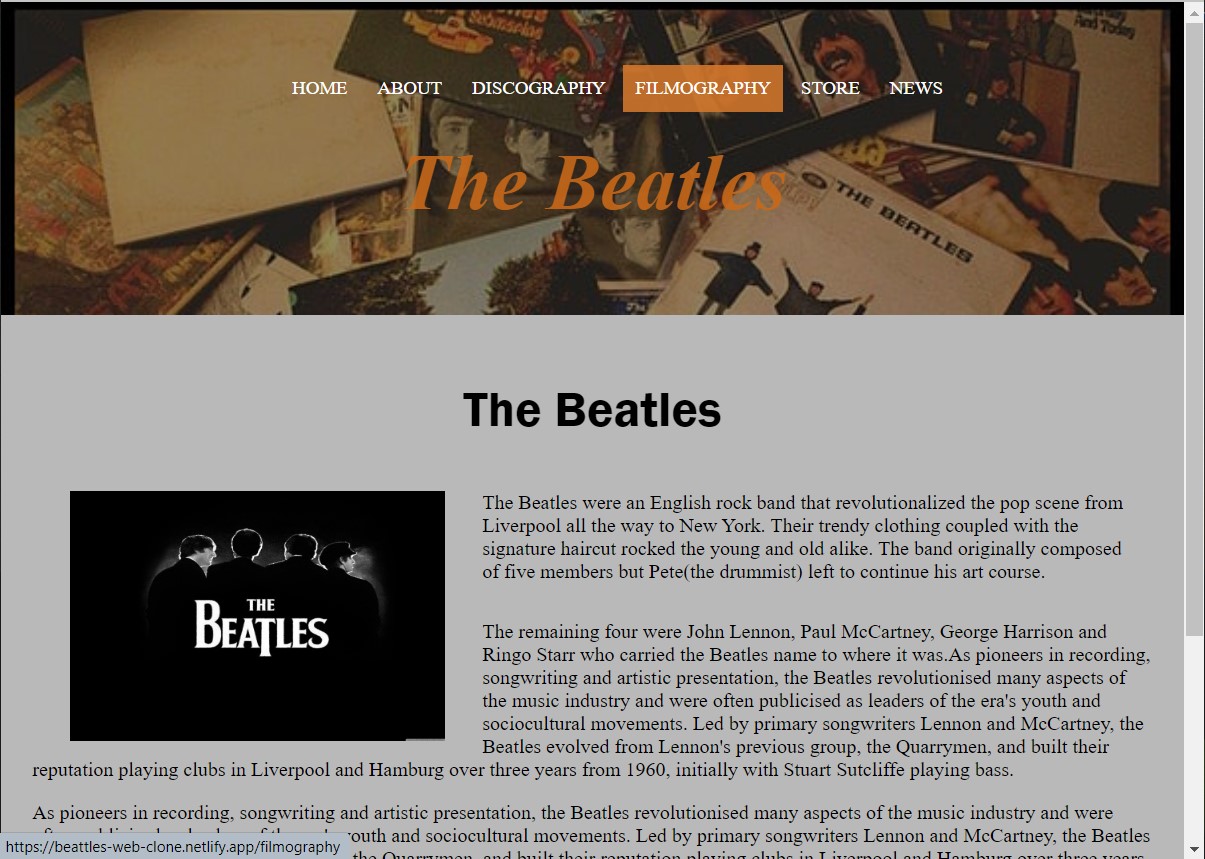 And Today
HOME ABOUT DISCOGRAPHY FILMOGRAPHY STORE NEWS
The Beatles
THE BEATLES
The Beatles
The Beatles were an English rock band that revolutionalized the pop scene from
Liverpool all the way to New York. Their trendy clothing coupled with the
signature haircut rocked the young and old alike. The band originally composed
of five members but Pete(the drummist) left to continue his art course.
THE
BEATLES
The remaining four were John Lennon, Paul McCartney, George Harrison and
Ringo Starr who carried the Beatles name to where it was.As pioneers in recording,
songwriting and artistic presentation, the Beatles revolutionised many aspects of
the music industry and were often publicised as leaders of the era's youth and
sociocultural movements. Led by primary songwriters Lennon and McCartney, the
Beatles evolved from Lennon's previous group, the Quarrymen, and built their
reputation playing clubs in Liverpool and Hamburg over three years from 1960, initially with Stuart Sutcliffe playing bass.
As pioneers in recording, songwriting and artistic presentation, the Beatles revolutionised many aspects of the music industry and were
youth and sociocultural movements. Led by primary songwriters Lennon and McCartney, the Beatles
https://beattles-web-clone.netlify.app/filmography
the Quarrymen, and built their reputation playing clubs in Liverpool and Hamburg over three years